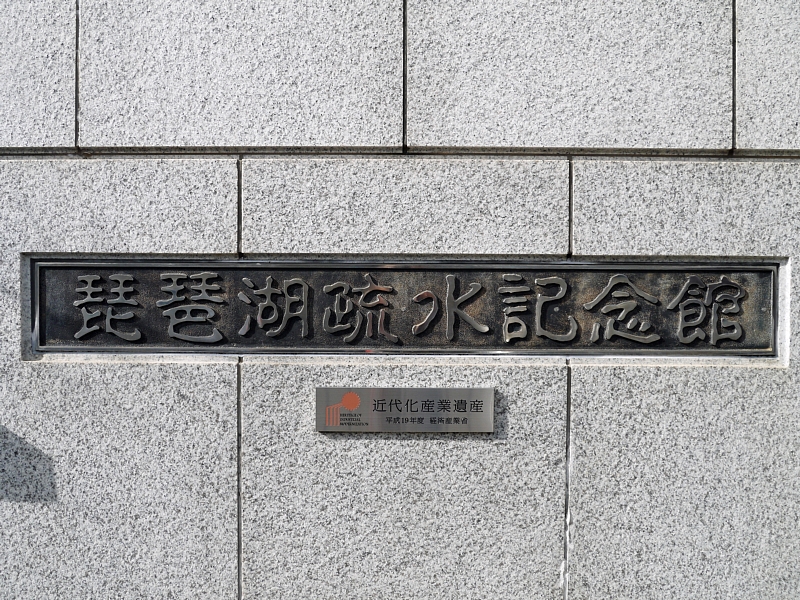 琵琶湖疏水記念館
近代化産業遺産
平成19年度 経済産業省